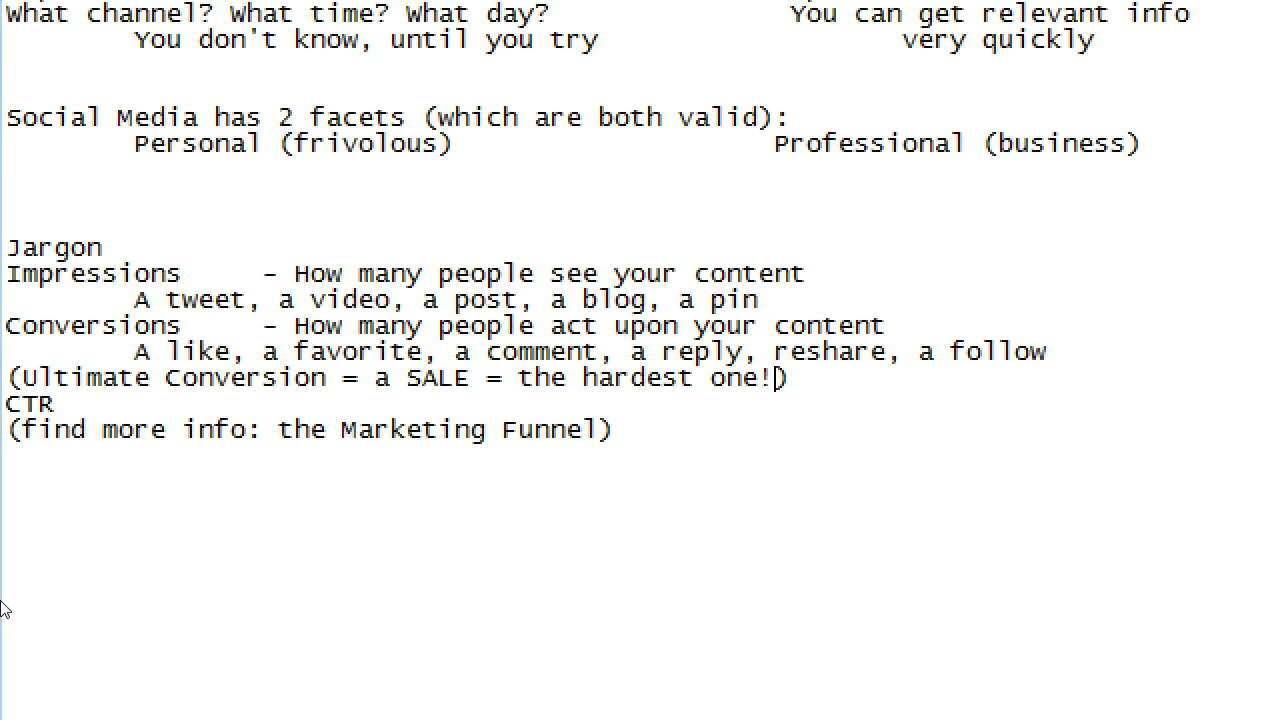 What channel? What time? What day? You can get relevant info
You don't know, until you try very quickly
Social Media has 2 facets (which are both valid):
Personal (frivolous) Professional (business)
Jargon
Impressions - How many people see your content
A tweet, a video, a post, a blog, a pin
Conversions - How many people act upon your content
A like, a favorite, a comment, a reply, reshare, a follow
(Ultimate Conversion = a SALE = the hardest one!)
CTR
(find more info: the Marketing Funnel)